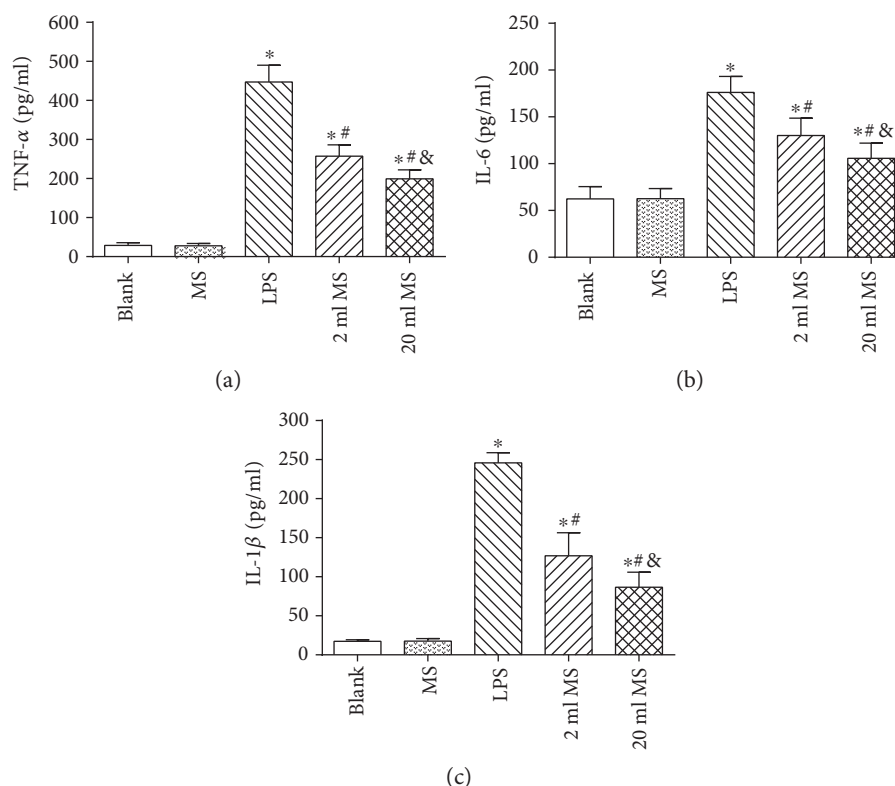 600
500
400
300
200
100
0
TNF-α (pg/ml)
*
*#
*#&
Blank
MS
LPS
2 ml MS
20 ml MS
(a)
250
200
150
100
50
0
IL-6 (pg/ml)
*
*#
*#&
Blank
MS
LPS
2 ml MS
20 ml MS
(b)
300
250
200
150
100
50
0
IL-1β (pg/ml)
*
*#
*#&
Blank
MS
LPS
2 ml MS
20 ml MS
(c)